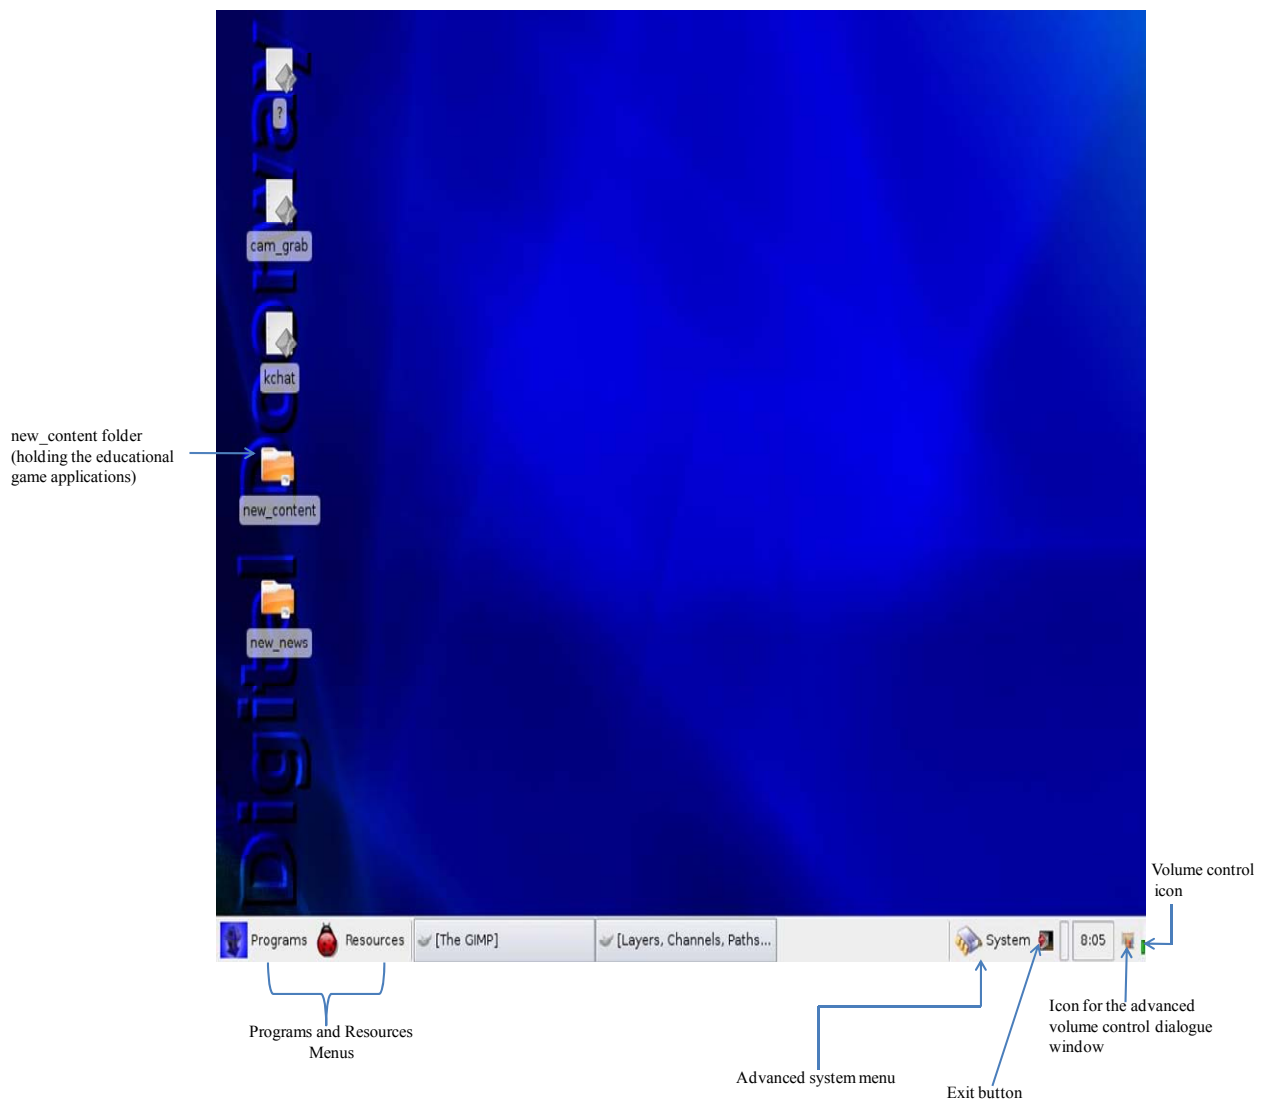 ?
cam_grab
kchat
new_content folder
(holding the educational
game applications)
new_content
new_news
Digital Doorway
Volume control
icon
Programs
Resources
[The GIMP]
[Layers, Channels, Paths...
System
8:05
Programs and Resources
Menus
Icon for the advanced
volume control dialogue
window
Advanced system menu
Exit button